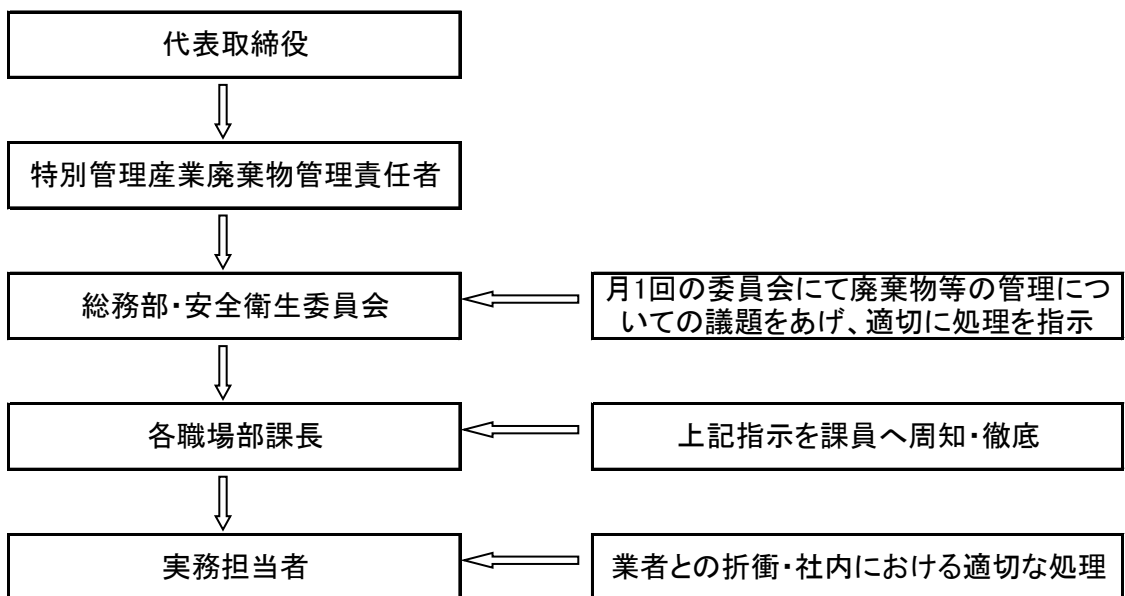 代表取締役
特別管理産業廃棄物管理責任者
総務部・安全衛生委員会
月1回の委員会にて廃棄物等の管理につ
いての議題をあげ、適切に処理を指示
各職場部課長
上記指示を課員へ周知・徹底
実務担当者
業者との折衝・社内における適切な処理